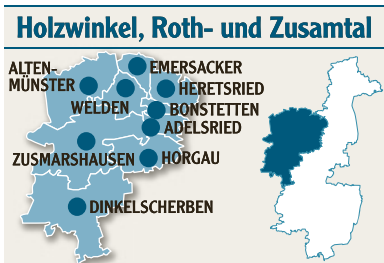 Holzwinkel, Roth- und Zusamtal
ALTEN-
MÜNSTER
EMERSACKER
HERETSRIED
WELDEN
BONSTETTEN
ADELSRIED
ZUSMARSHAUSEN
HORGAU
DINKELSCHERBEN